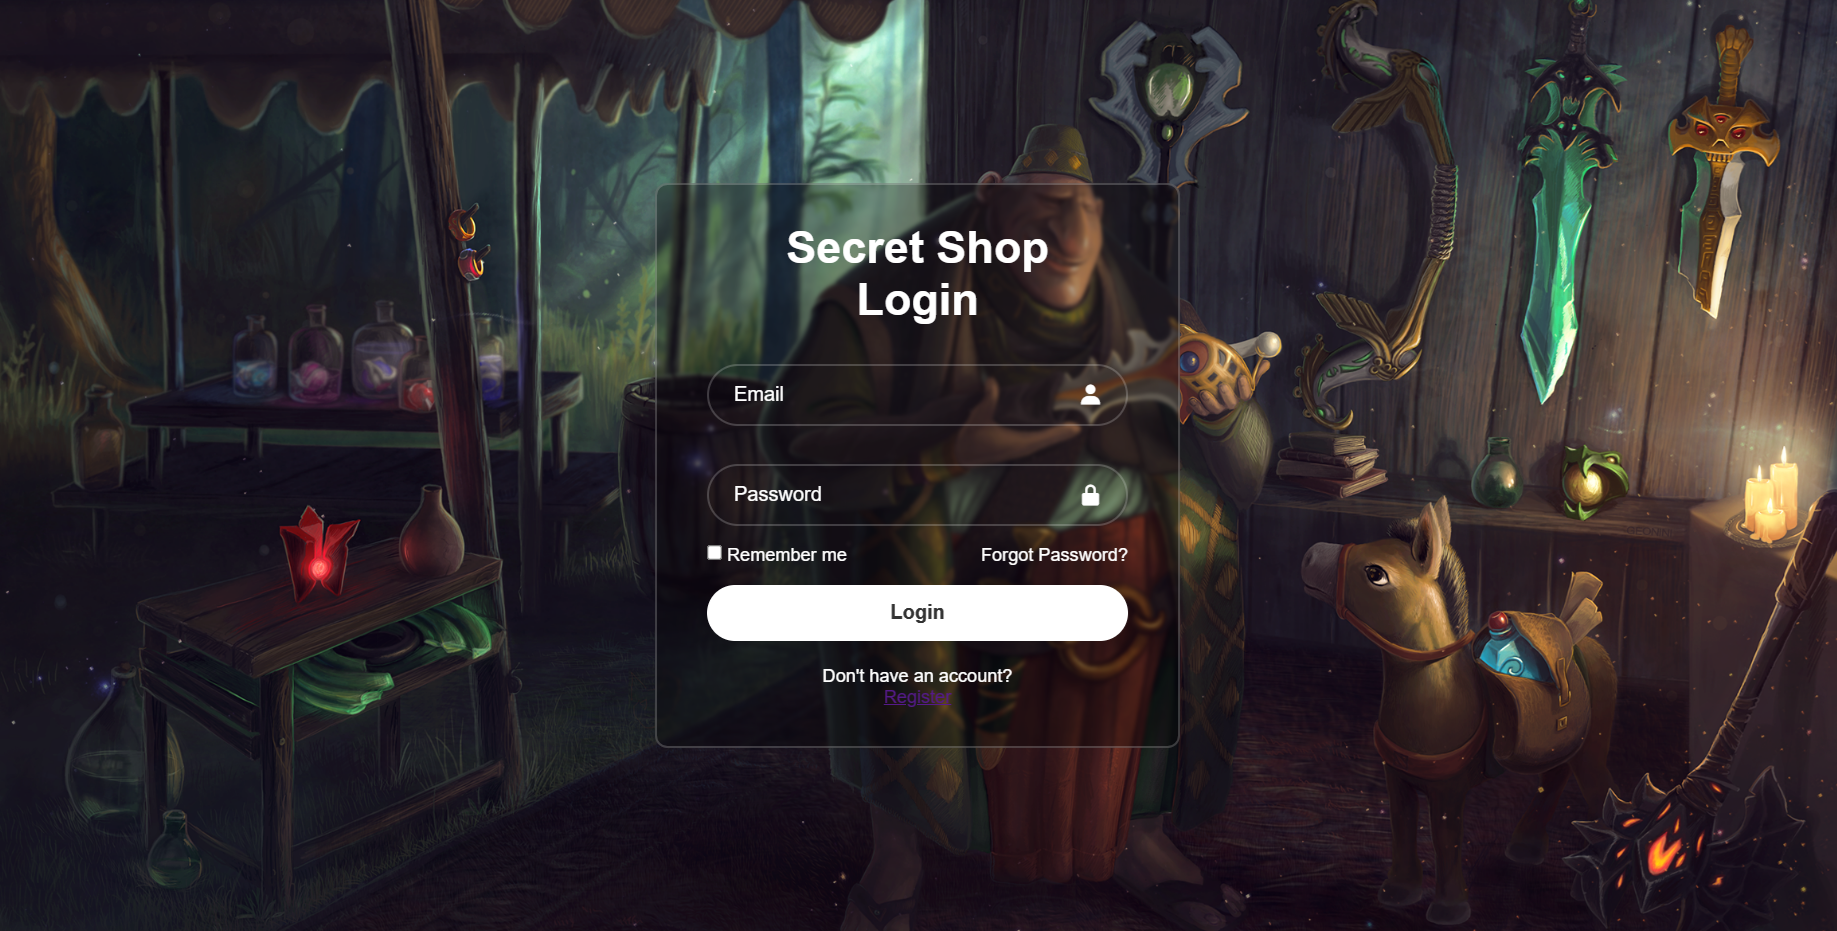 Secret Shop
Login
Email
Password
Remember me
Forgot Password?
Login
Don't have an account?
Register